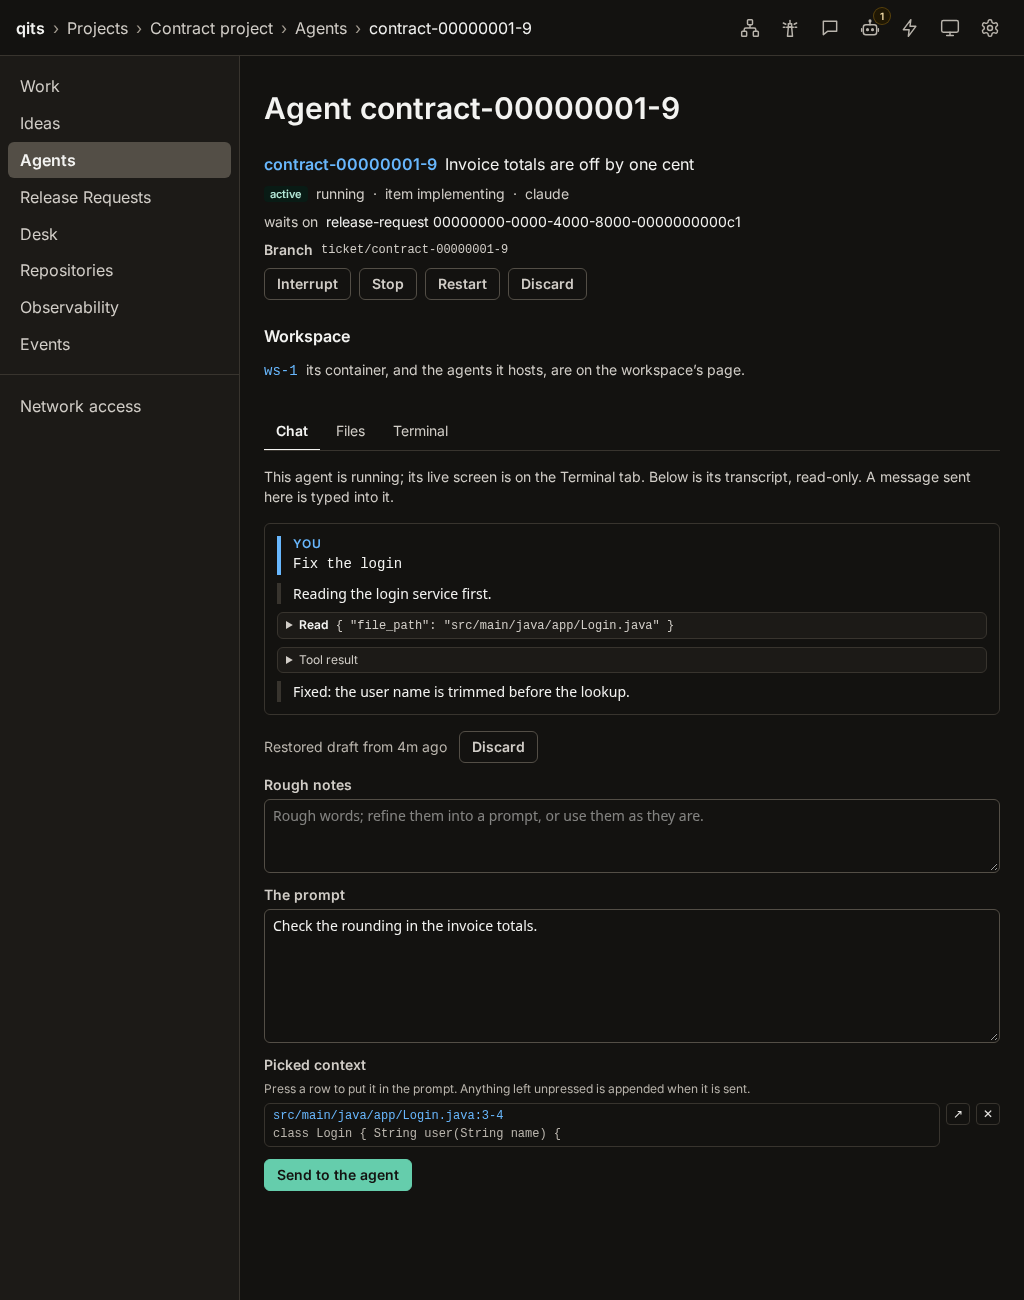 qits › Projects › Contract project › Agents › contract-00000001-9
1
Work
Ideas
Agents
Release Requests
Desk
Repositories
Observability
Events
Network access
Agent contract-00000001-9
contract-00000001-9 Invoice totals are off by one cent
active running · item implementing · claude
waits on release-request 00000000-0000-4000-8000-0000000000c1
Branch ticket/contract-00000001-9
Interrupt Stop Restart Discard
Workspace
ws-1 its container, and the agents it hosts, are on the workspace’s page.
Chat Files Terminal
This agent is running; its live screen is on the Terminal tab. Below is its transcript, read-only. A message sent
here is typed into it.
YOU
Fix the login
Reading the login service first.
Read { "file_path": "src/main/java/app/Login.java" }
Tool result
Fixed: the user name is trimmed before the lookup.
Restored draft from 4m ago Discard
Rough notes
Rough words; refine them into a prompt, or use them as they are.
The prompt
Check the rounding in the invoice totals.
Picked context
Press a row to put it in the prompt. Anything left unpressed is appended when it is sent.
src/main/java/app/Login.java:3-4 ↗ ✕
class Login { String user(String name) {
Send to the agent